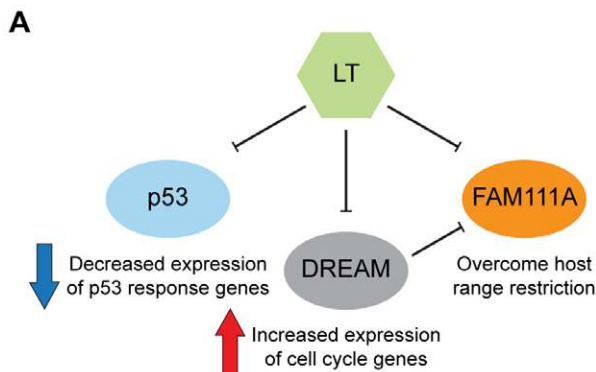 A
LT
p53
FAM111A
DREAM
Decreased expression
of p53 response genes
Overcome host
range restriction
Increased expression
of cell cycle genes